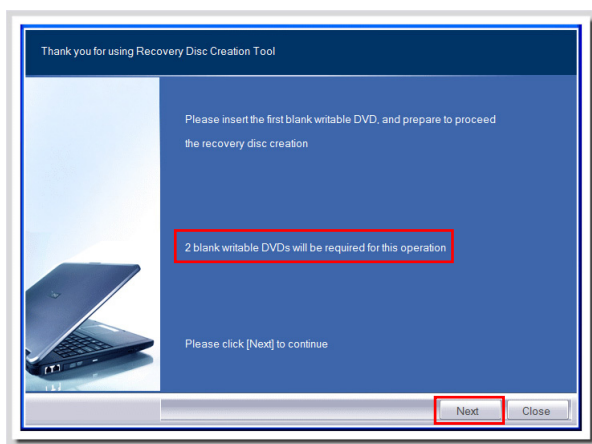 Thank you for using Recovery Disc Creation Tool
Please insert the first blank writable DVD, and prepare to proceed
the recovery disc creation
2 blank writable DVDs will be required for this operation
Please click [Next] to continue
Next
Close